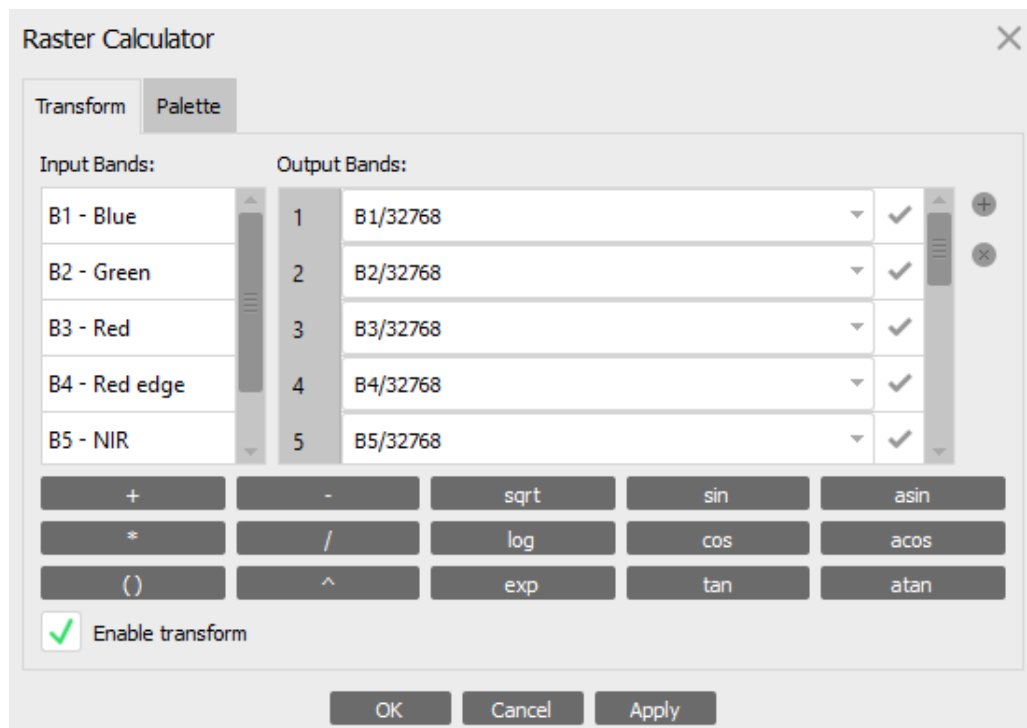 Raster Calculator
Transform Palette
Input Bands: Output Bands:
B1 - Blue 1 B1/32768
B2 - Green 2 B2/32768
B3 - Red 3 B3/32768
B4 - Red edge 4 B4/32768
B5 - NIR 5 B5/32768
+ - sqrt sin asin
* / log cos acos
( ) ^ exp tan atan
Enable transform
OK Cancel Apply